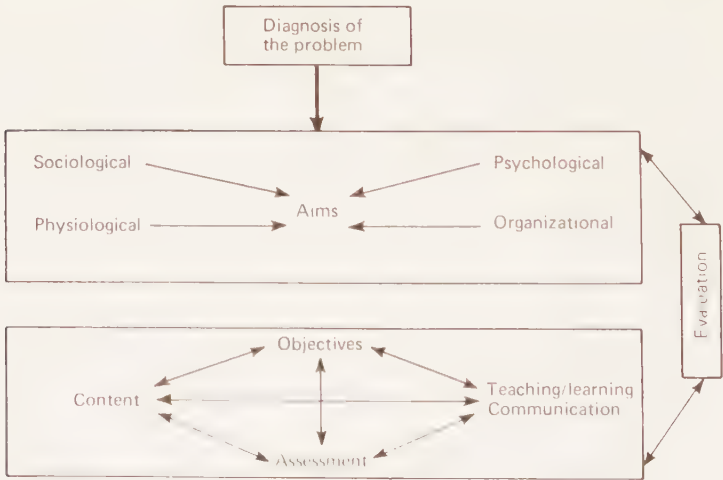 Diagnosis of
the problem
Sociological
Psychological
Aims
Physiological
Organizational
Evaluation
Objectives
Content
Teaching/learning
Communication
Assessment